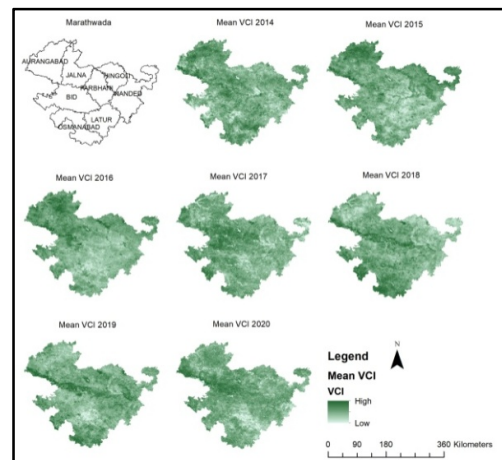 Marathwada
Mean VCI 2014
Mean VCI 2015
AURANGABAD
JALNA
HINGOLI
PARBHANI
NANDED
BID
LATUR
OSMANABAD
Mean VCI 2016
Mean VCI 2017
Mean VCI 2018
Mean VCI 2019
Mean VCI 2020
N
Legend
Mean VCI
VCI
High
Low
0 45 90 180 270 360 Kilometers